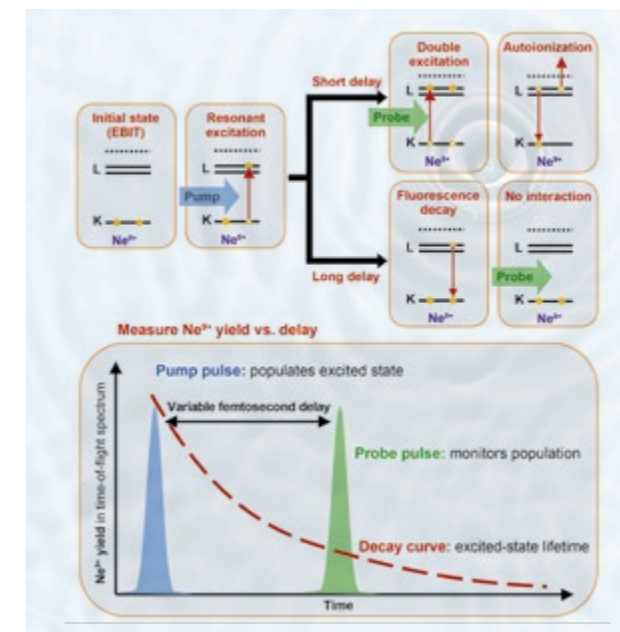 Initial state
(EBIT)
L
K
Ne⁸⁺
Resonant
excitation
L
Pump
K
Ne⁸⁺
Short delay
Long delay
Double
excitation
L
Probe
K
Ne⁸⁺
Autoionization
L
K
Fluorescence
decay
L
K
Ne⁸⁺
No interaction
L
Probe
K
Ne⁸⁺
Measure Ne⁹⁺ yield vs. delay
Ne⁹⁺ yield in time-of-flight spectrum
Pump pulse: populates excited state
Variable femtosecond delay
Probe pulse: monitors population
Decay curve: excited-state lifetime
Time